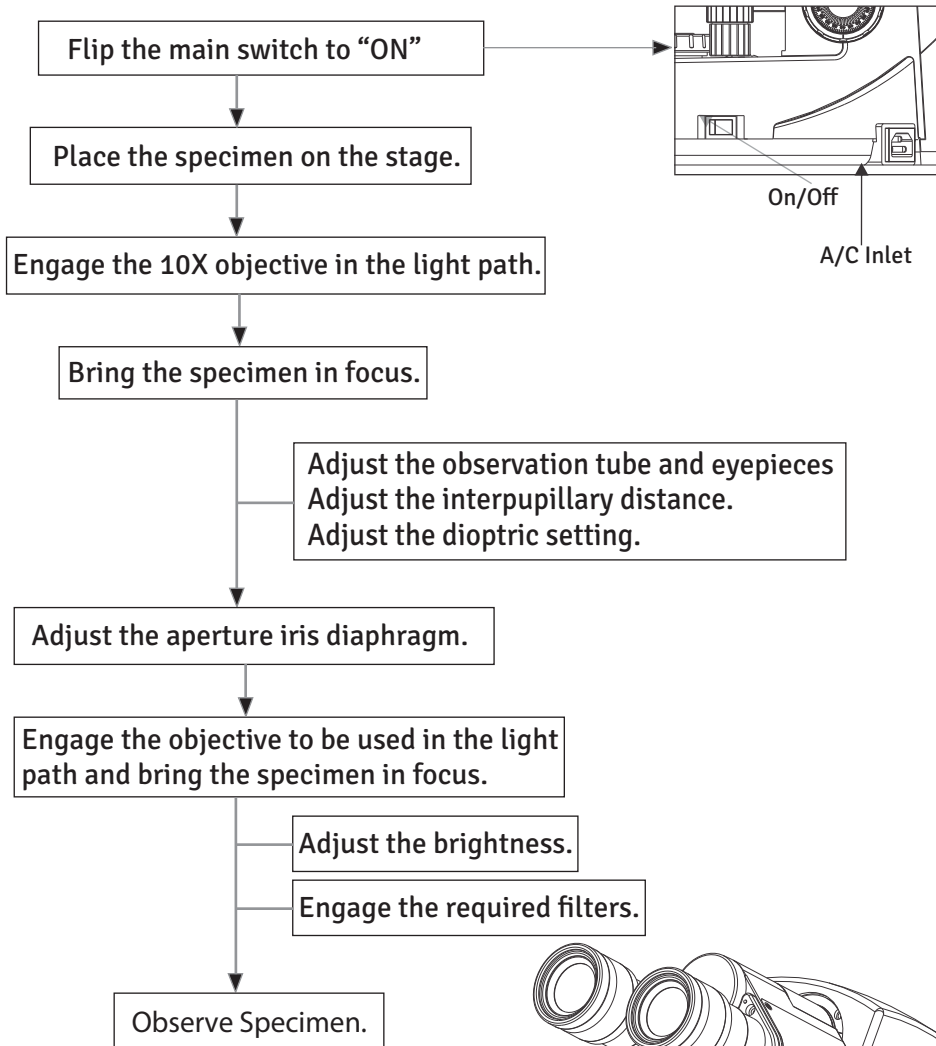 Flip the main switch to “ON”
On/Off
A/C Inlet
Place the specimen on the stage.
Engage the 10X objective in the light path.
Bring the specimen in focus.
Adjust the observation tube and eyepieces
Adjust the interpupillary distance.
Adjust the dioptric setting.
Adjust the aperture iris diaphragm.
Engage the objective to be used in the light
path and bring the specimen in focus.
Adjust the brightness.
Engage the required filters.
Observe Specimen.